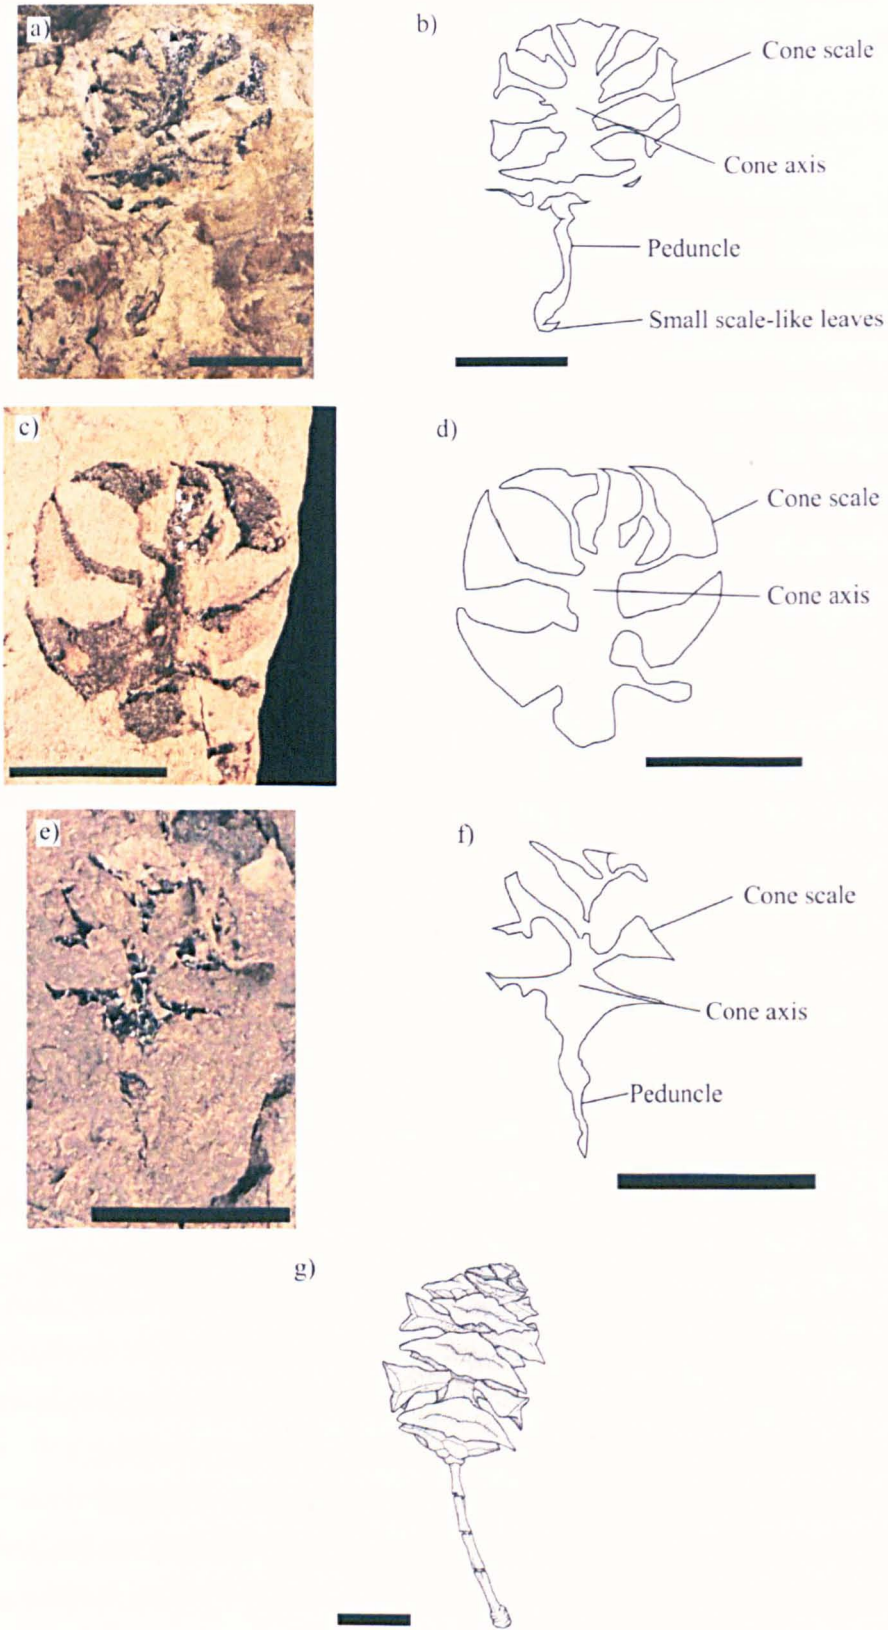 a)
b)
Cone scale
Cone axis
Peduncle
Small scale-like leaves
c)
d)
Cone scale
Cone axis
e)
f)
Cone scale
Cone axis
Peduncle
g)